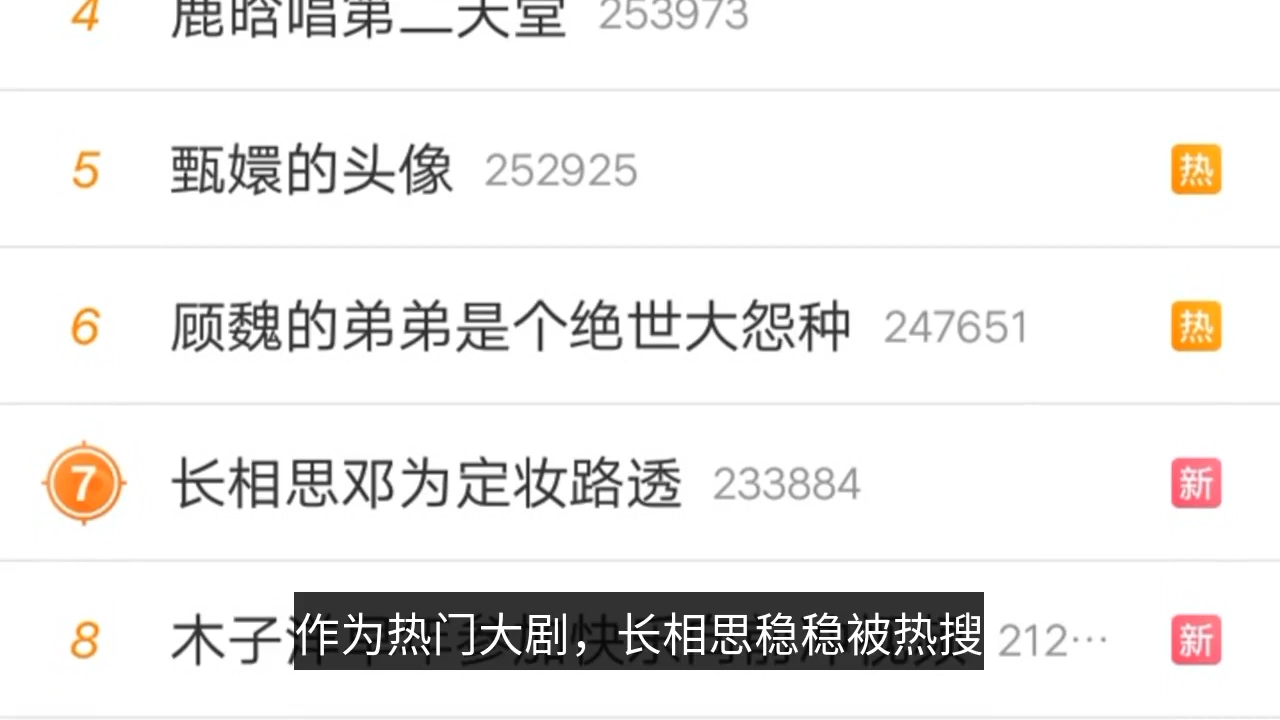 4 鹿晗唱第二天堂 253973
5 甄嬛的头像 252925 热
6 顾魏的弟弟是个绝世大怨种 247651 热
7 长相思邓为定妆路透 233884 新
8 木子洋 212… 新
作为热门大剧，长相思稳稳被热搜